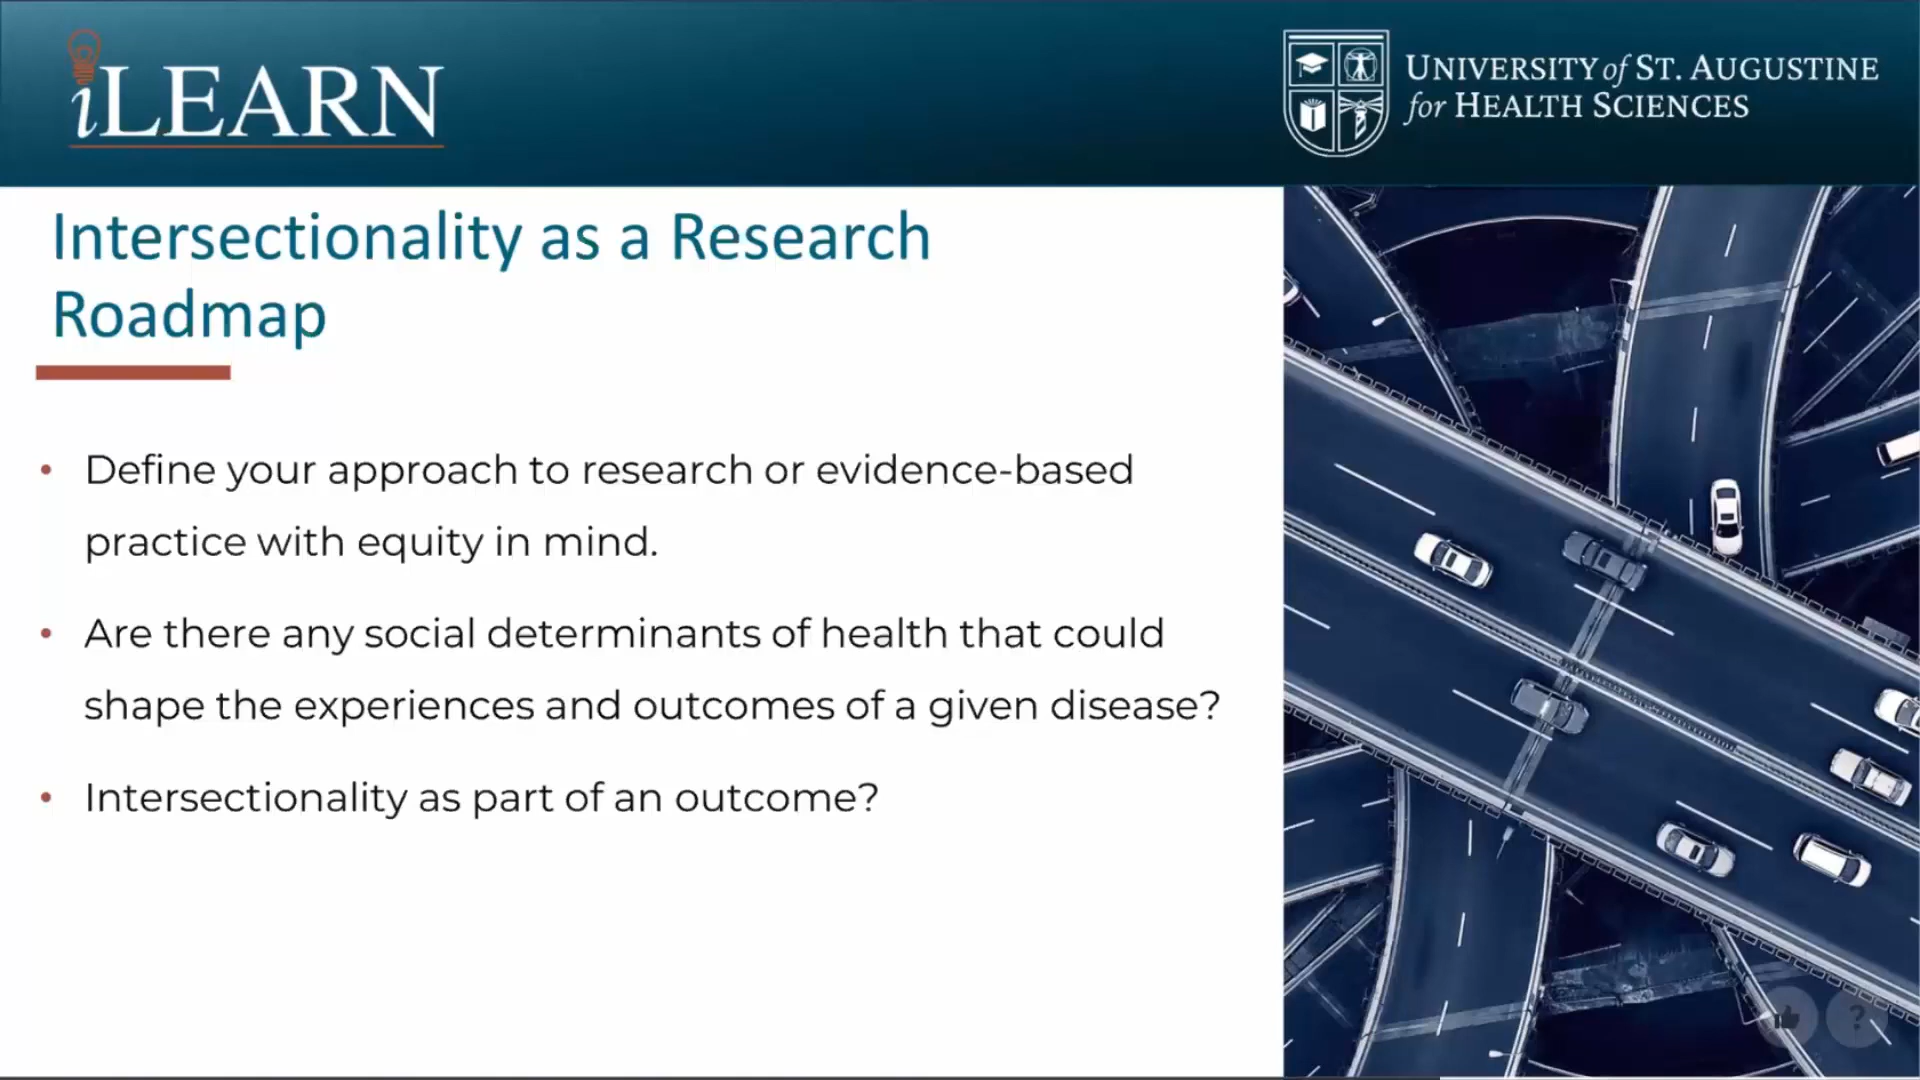 iLEARN
UNIVERSITY of ST. AUGUSTINE
for HEALTH SCIENCES
Intersectionality as a Research
Roadmap
• Define your approach to research or evidence-based
practice with equity in mind.
• Are there any social determinants of health that could
shape the experiences and outcomes of a given disease?
• Intersectionality as part of an outcome?
?